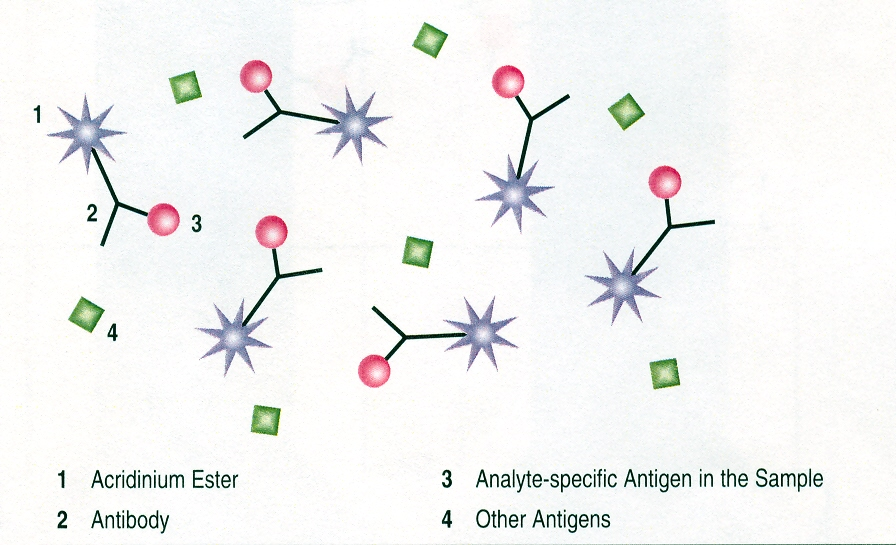 1
2
3
4
1 Acridinium Ester
2 Antibody
3 Analyte-specific Antigen in the Sample
4 Other Antigens